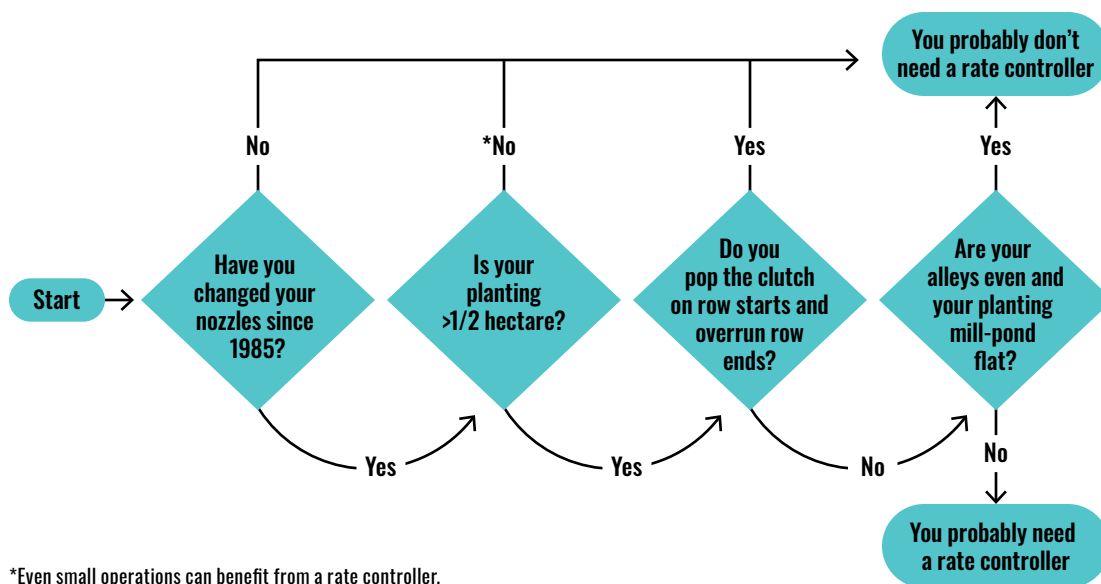 You probably don't
need a rate controller
No
*No
Yes
Yes
Start
Have you
changed your
nozzles since
1985?
Is your
planting
>1/2 hectare?
Do you
pop the clutch
on row starts and
overrun row
ends?
Are your
alleys even and
your planting
mill-pond
flat?
Yes
Yes
No
No
You probably need
a rate controller
*Even small operations can benefit from a rate controller.